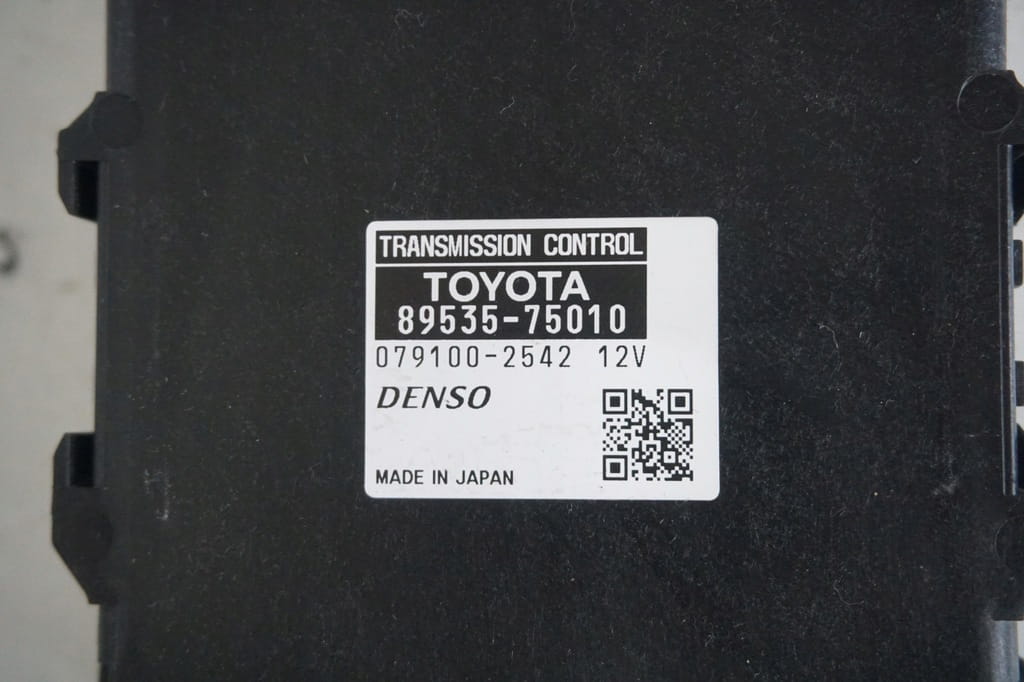 TRANSMISSION CONTROL
TOYOTA
89535-75010
079100-2542 12V
DENSO
MADE IN JAPAN